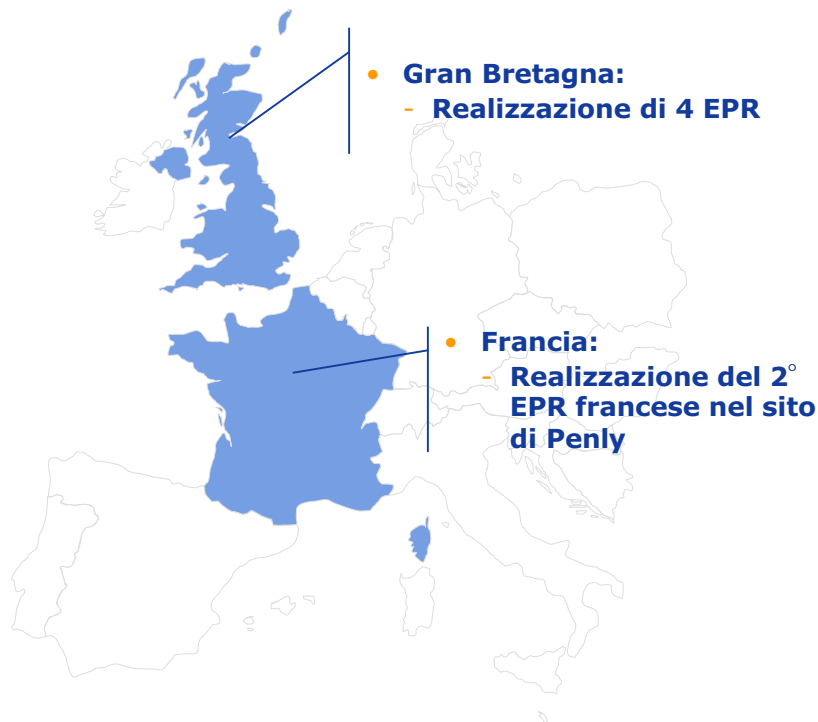 • Gran Bretagna:
- Realizzazione di 4 EPR
• Francia:
- Realizzazione del 2°
EPR francese nel sito
di Penly